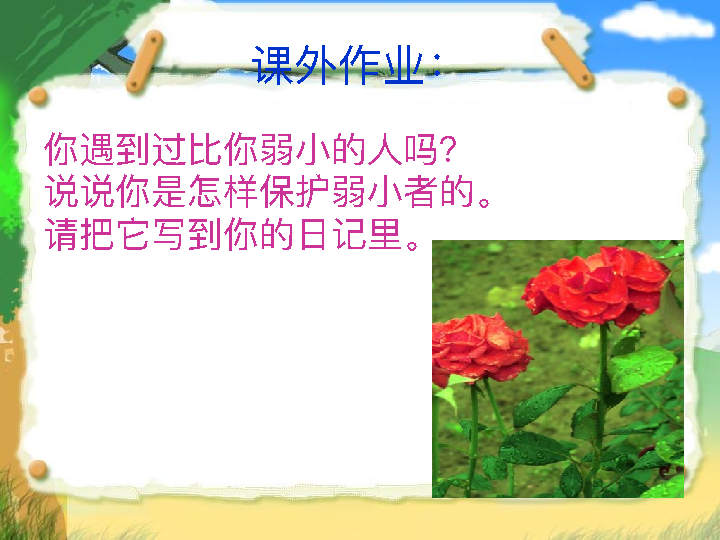 课外作业：
你遇到过比你弱小的人吗？
说说你是怎样保护弱小者的。
请把它写到你的日记里。